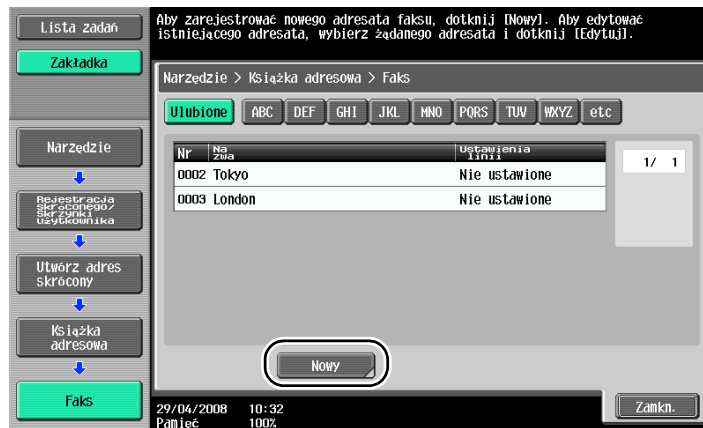 Lista zadań
Zakładka
Aby zarejestrować nowego adresata faksu, dotknij [Nowy]. Aby edytować
istniejącego adresata, wybierz żądanego adresata i dotknij [Edytuj].
Narzędzie > Książka adresowa > Faks
Ulubione ABC DEF GHI JKL MNO PQRS TUV WXYZ etc
Narzędzie
Nr Na
zwa Ustawienia
linii
1/ 1
0002 Tokyo Nie ustawione
0003 London Nie ustawione
Rejestracja
skróconego/
Skrzynki
Użytkownika
Utwórz adres
skrócony
Książka
adresowa
Nowy
Faks
29/04/2008 10:32
Pamięć 100%
Zamkn.